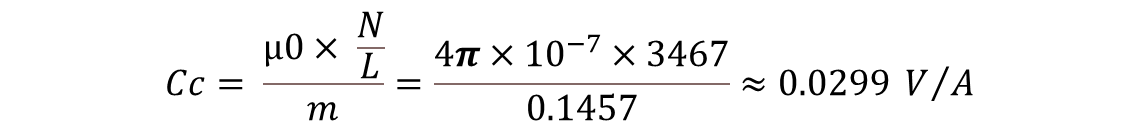 Cc = (μ0 × N/L)/m = (4π × 10⁻⁷ × 3467)/0.1457 ≈ 0.0299 V/A